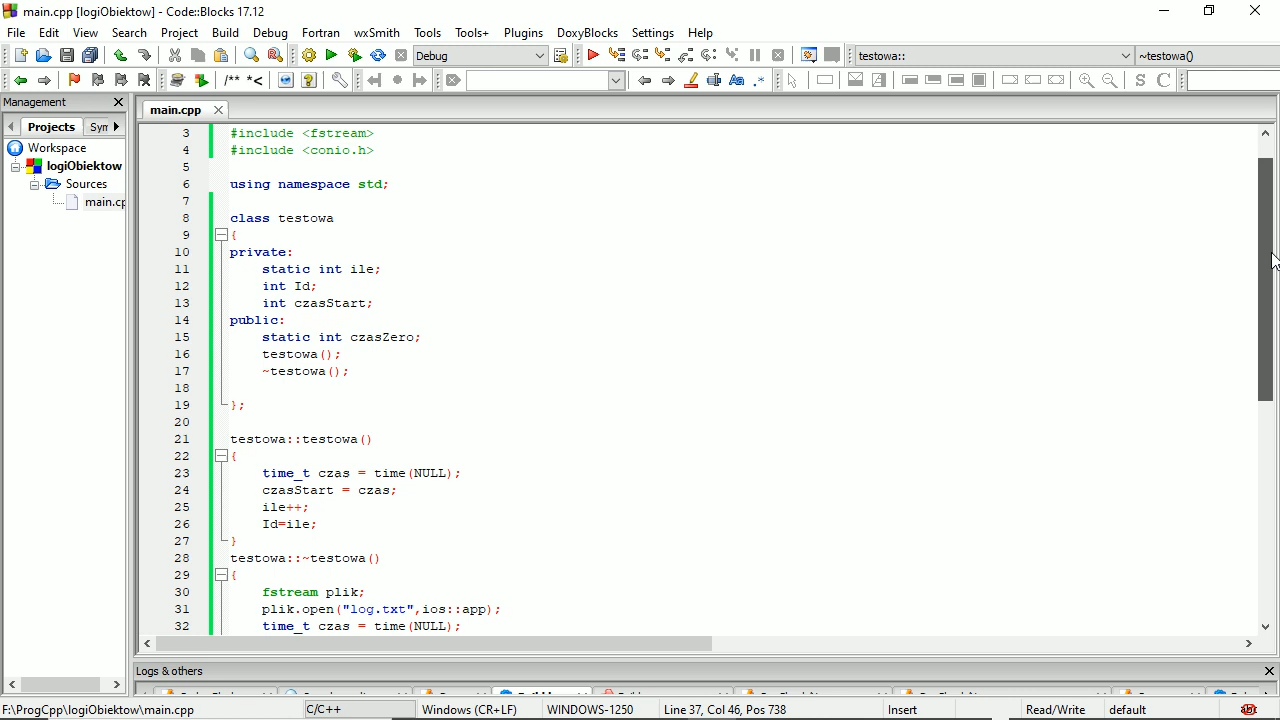 main.cpp [logiObiektow] - Code::Blocks 17.12
File Edit View Search Project Build Debug Fortran wxSmith Tools Tools+ Plugins DoxyBlocks Settings Help
Debug testowa:: ~testowa()
/** *< Aa .* S C
Management
Projects Sym
main.cpp
Workspace
logiObiektow
Sources
main.cp
3 #include <fstream>
4 #include <conio.h>
5
6 using namespace std;
7
8 class testowa
9 {
10 private:
11 static int ile;
12 int Id;
13 int czasStart;
14 public:
15 static int czasZero;
16 testowa();
17 ~testowa();
18
19 };
20
21 testowa::testowa()
22 {
23 time_t czas = time(NULL);
24 czasStart = czas;
25 ile++;
26 Id=ile;
27 }
28 testowa::~testowa()
29 {
30 fstream plik;
31 plik.open("log.txt",ios::app);
32 time_t czas = time(NULL);
Logs & others
F:\ProgCpp\logiObiektow\main.cpp C/C++ Windows (CR+LF) WINDOWS-1250 Line 37, Col 46, Pos 738 Insert Read/Write default